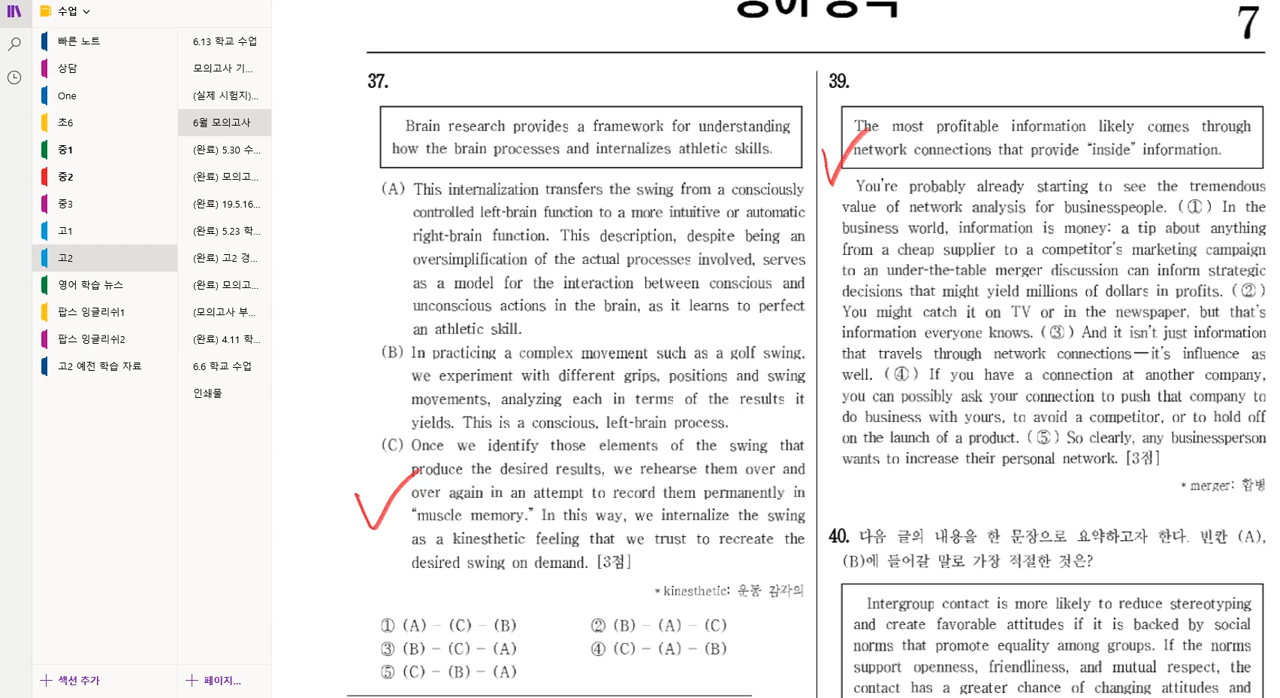 수업
빠른 노트
상담
One
초6
중1
중2
중3
고1
고2
영어 학습 뉴스
팝스 잉글리쉬1
팝스 잉글리쉬2
고2 예전 학습 자료
섹션 추가
6.13 학교 수업
모의고사 기...
(실제 시험지)...
6월 모의고사
(완료) 5.30 수...
(완료) 모의고...
(완료) 19.5.16...
(완료) 5.23 학...
(완료) 고2 경...
(완료) 모의고...
(모의고사 부...
(완료) 4.11 학...
6.6 학교 수업
인쇄물
페이지...
7
37.
Brain research provides a framework for understanding
how the brain processes and internalizes athletic skills.
(A) This internalization transfers the swing from a consciously
controlled left-brain function to a more intuitive or automatic
right-brain function. This description, despite being an
oversimplification of the actual processes involved, serves
as a model for the interaction between conscious and
unconscious actions in the brain, as it learns to perfect
an athletic skill.
(B) In practicing a complex movement such as a golf swing,
we experiment with different grips, positions and swing
movements, analyzing each in terms of the results it
yields. This is a conscious, left-brain process.
(C) Once we identify those elements of the swing that
produce the desired results, we rehearse them over and
over again in an attempt to record them permanently in
“muscle memory.” In this way, we internalize the swing
as a kinesthetic feeling that we trust to recreate the
desired swing on demand. [3점]
* kinesthetic: 운동 감각의
① (A) － (C) － (B) ② (B) － (A) － (C)
③ (B) － (C) － (A) ④ (C) － (A) － (B)
⑤ (C) － (B) － (A)
39.
The most profitable information likely comes through
network connections that provide “inside” information.
You’re probably already starting to see the tremendous
value of network analysis for businesspeople. ( ① ) In the
business world, information is money: a tip about anything
from a cheap supplier to a competitor’s marketing campaign
to an under-the-table merger discussion can inform strategic
decisions that might yield millions of dollars in profits. ( ② )
You might catch it on TV or in the newspaper, but that’s
information everyone knows. ( ③ ) And it isn’t just information
that travels through network connections—it’s influence as
well. ( ④ ) If you have a connection at another company,
you can possibly ask your connection to push that company to
do business with yours, to avoid a competitor, or to hold off
on the launch of a product. ( ⑤ ) So clearly, any businessperson
wants to increase their personal network. [3점]
* merger: 합병
40. 다음 글의 내용을 한 문장으로 요약하고자 한다. 빈칸 (A),
(B)에 들어갈 말로 가장 적절한 것은?
Intergroup contact is more likely to reduce stereotyping
and create favorable attitudes if it is backed by social
norms that promote equality among groups. If the norms
support openness, friendliness, and mutual respect, the
contact has a greater chance of changing attitudes and